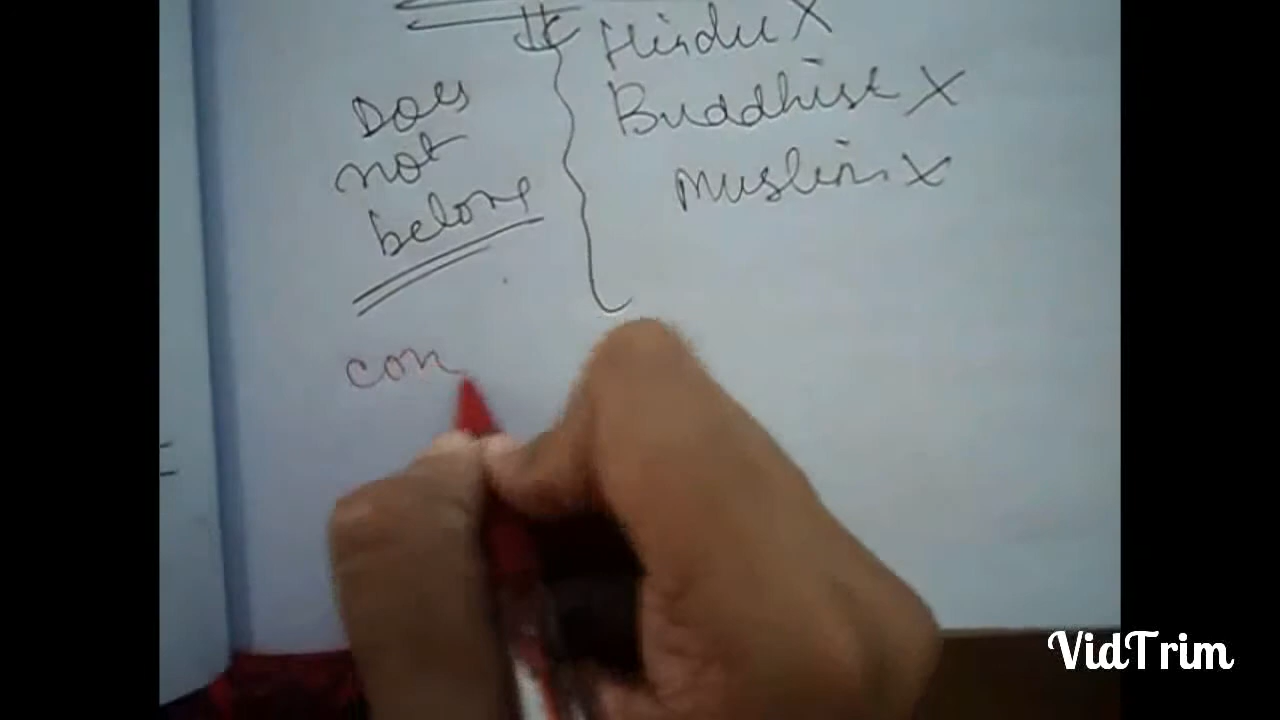 Hindu X
Buddhist X
Muslim X
Does
not
belong
con
VidTrim